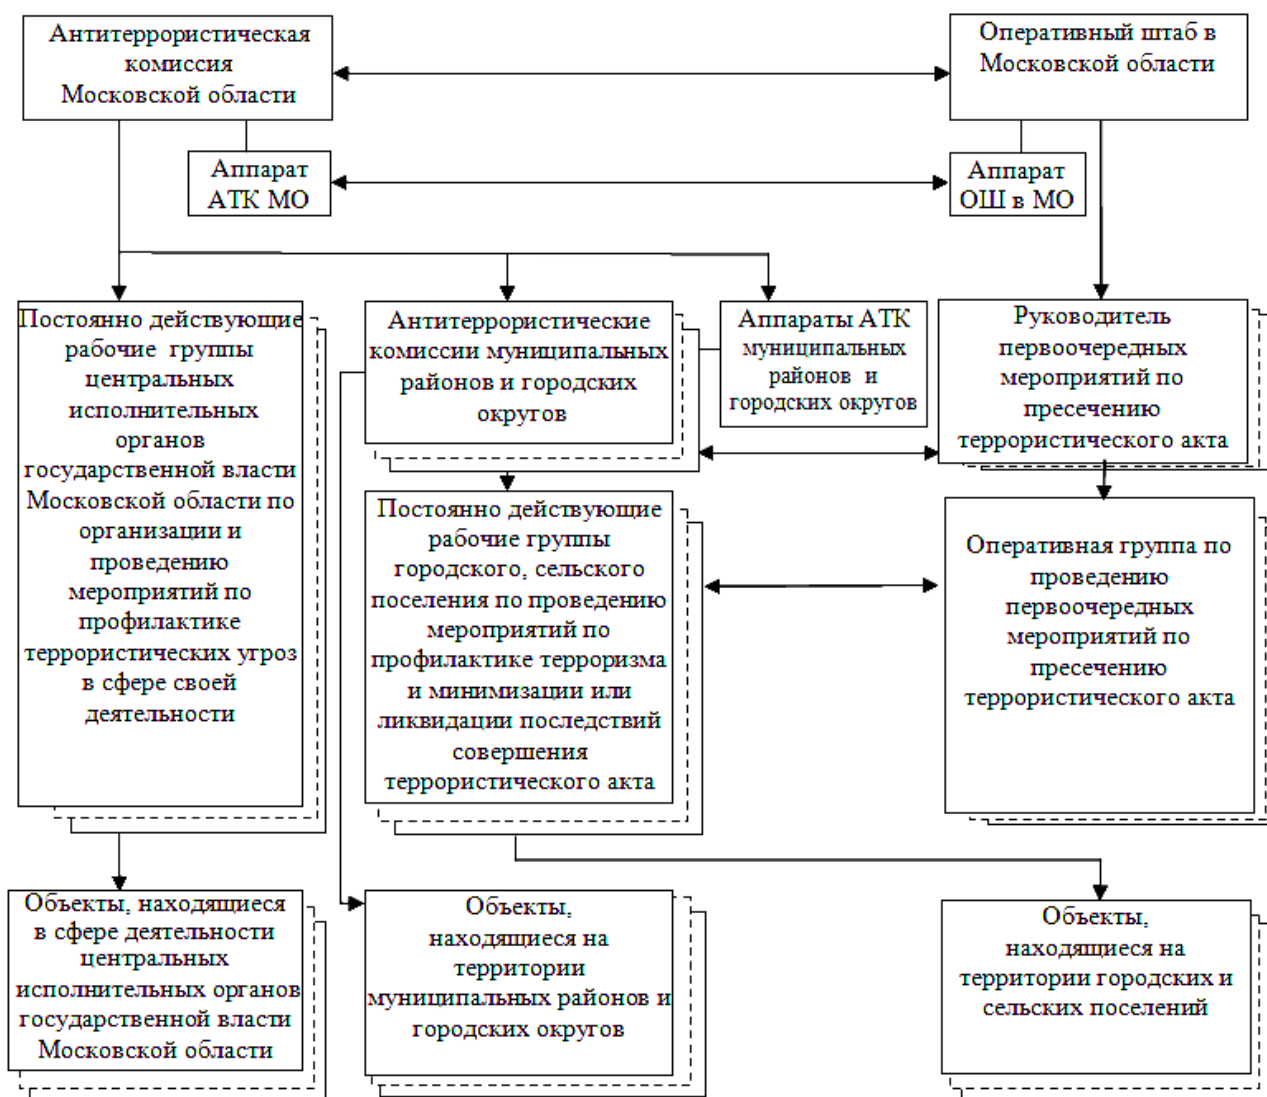 Антитеррористическая
комиссия
Московской области
Оперативный штаб в
Московской области
Аппарат
АТК МО
Аппарат
ОШ в МО
Постоянно действующие
рабочие группы
центральных
исполнительных
органов
государственной власти
Московской области по
организации и
проведению
мероприятий по
профилактике
террористических угроз
в сфере своей
деятельности
Антитеррористические
комиссии муниципальных
районов и городских
округов
Аппараты АТК
муниципальных
районов и
городских округов
Руководитель
первоочередных
мероприятий по
пресечению
террористического акта
Постоянно действующие
рабочие группы
городского, сельского
поселения по проведению
мероприятий по
профилактике терроризма
и минимизации или
ликвидации последствий
совершения
террористического акта
Оперативная группа по
проведению
первоочередных
мероприятий по
пресечению
террористического акта
Объекты, находящиеся
в сфере деятельности
центральных
исполнительных органов
государственной власти
Московской области
Объекты,
находящиеся на
территории
муниципальных районов и
городских округов
Объекты,
находящиеся на
территории городских и
сельских поселений